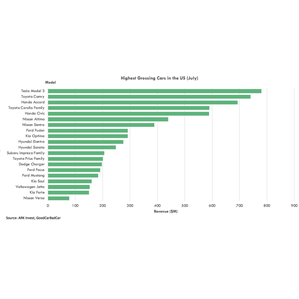 Highest Grossing Cars in the US (July)
Model
Tesla Model 3
Toyota Camry
Honda Accord
Toyota Corolla Family
Honda Civic
Nissan Altima
Nissan Sentra
Ford Fusion
Kia Optima
Hyundai Elantra
Hyundai Sonata
Subaru Impreza Family
Toyota Prius Family
Dodge Charger
Ford Focus
Ford Mustang
Kia Soul
Volkswagen Jetta
Kia Forte
Nissan Versa
0 100 200 300 400 500 600 700 800 900
Revenue ($M)
Source: ARK Invest, GoodCarBadCar